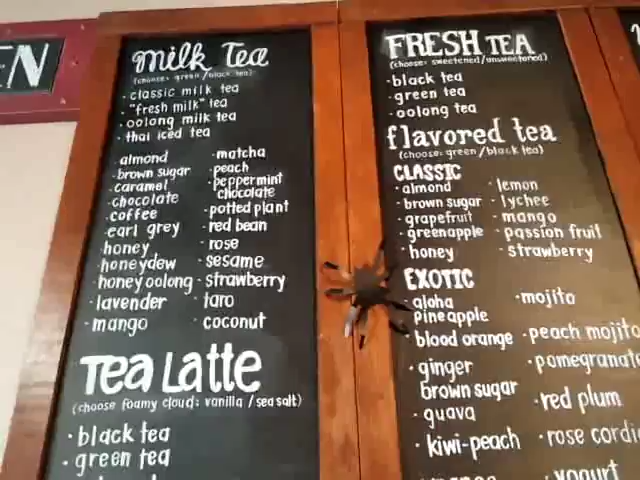 EN
milk Tea
(choose: green/black tea)
· classic milk tea
· "fresh milk" tea
· oolong milk tea
· thai iced tea
· almond
· brown sugar
· caramel
· chocolate
· coffee
· earl grey
· honey
· honeydew
· honey oolong
· lavender
· mango
· matcha
· peach
· peppermint
chocolate
· potted plant
· red bean
· rose
· sesame
· strawberry
· taro
· coconut
Tea Latte
(choose foamy cloud: vanilla / sea salt)
· black tea
· green tea
FRESH TEA
(choose: sweetened/unsweetened)
· black tea
· green tea
· oolong tea
flavored tea
(choose: green/black tea)
CLASSIC
· almond
· brown sugar
· grapefruit
· greenapple
· honey
· lemon
· lychee
· mango
· passion fruit
· strawberry
EXOTIC
· aloha
pineapple
· blood orange
· ginger
brown sugar
· guava
· kiwi-peach
· mojito
· peach mojito
· pomegranate
· red plum
· rose cordi
· yogurt